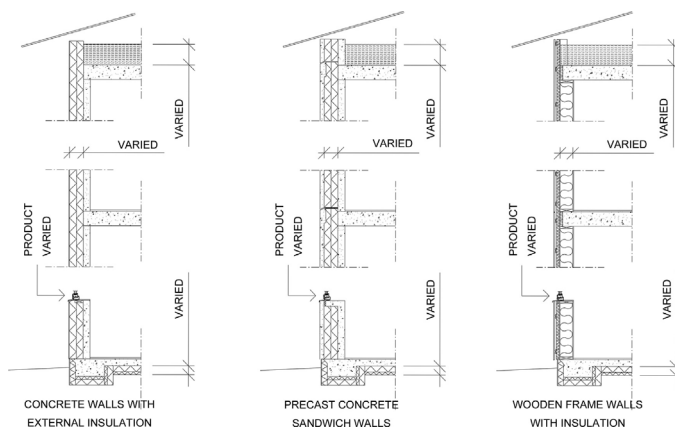 VARIED
VARIED
VARIED
VARIED
VARIED
VARIED
PRODUCT
VARIED
PRODUCT
VARIED
PRODUCT
VARIED
VARIED
VARIED
VARIED
CONCRETE WALLS WITH
EXTERNAL INSULATION
PRECAST CONCRETE
SANDWICH WALLS
WOODEN FRAME WALLS
WITH INSULATION